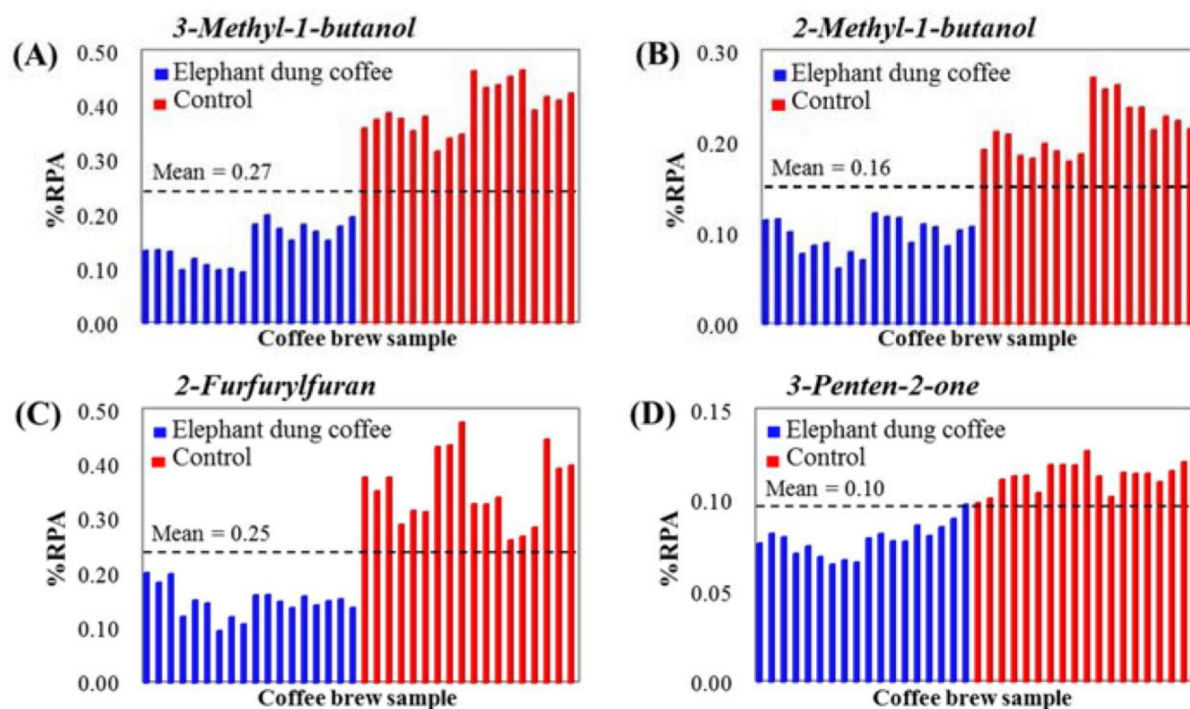 3-Methyl-1-butanol
(A)
0.50
0.40
0.30
0.20
0.10
0.00
%RPA
Elephant dung coffee
Control
Mean = 0.27
Coffee brew sample
2-Methyl-1-butanol
(B)
0.30
0.20
0.10
0.00
%RPA
Elephant dung coffee
Control
Mean = 0.16
Coffee brew sample
2-Furfurylfuran
(C)
0.50
0.40
0.30
0.20
0.10
0.00
%RPA
Elephant dung coffee
Control
Mean = 0.25
Coffee brew sample
3-Penten-2-one
(D)
0.15
0.10
0.05
0.00
%RPA
Elephant dung coffee
Control
Mean = 0.10
Coffee brew sample